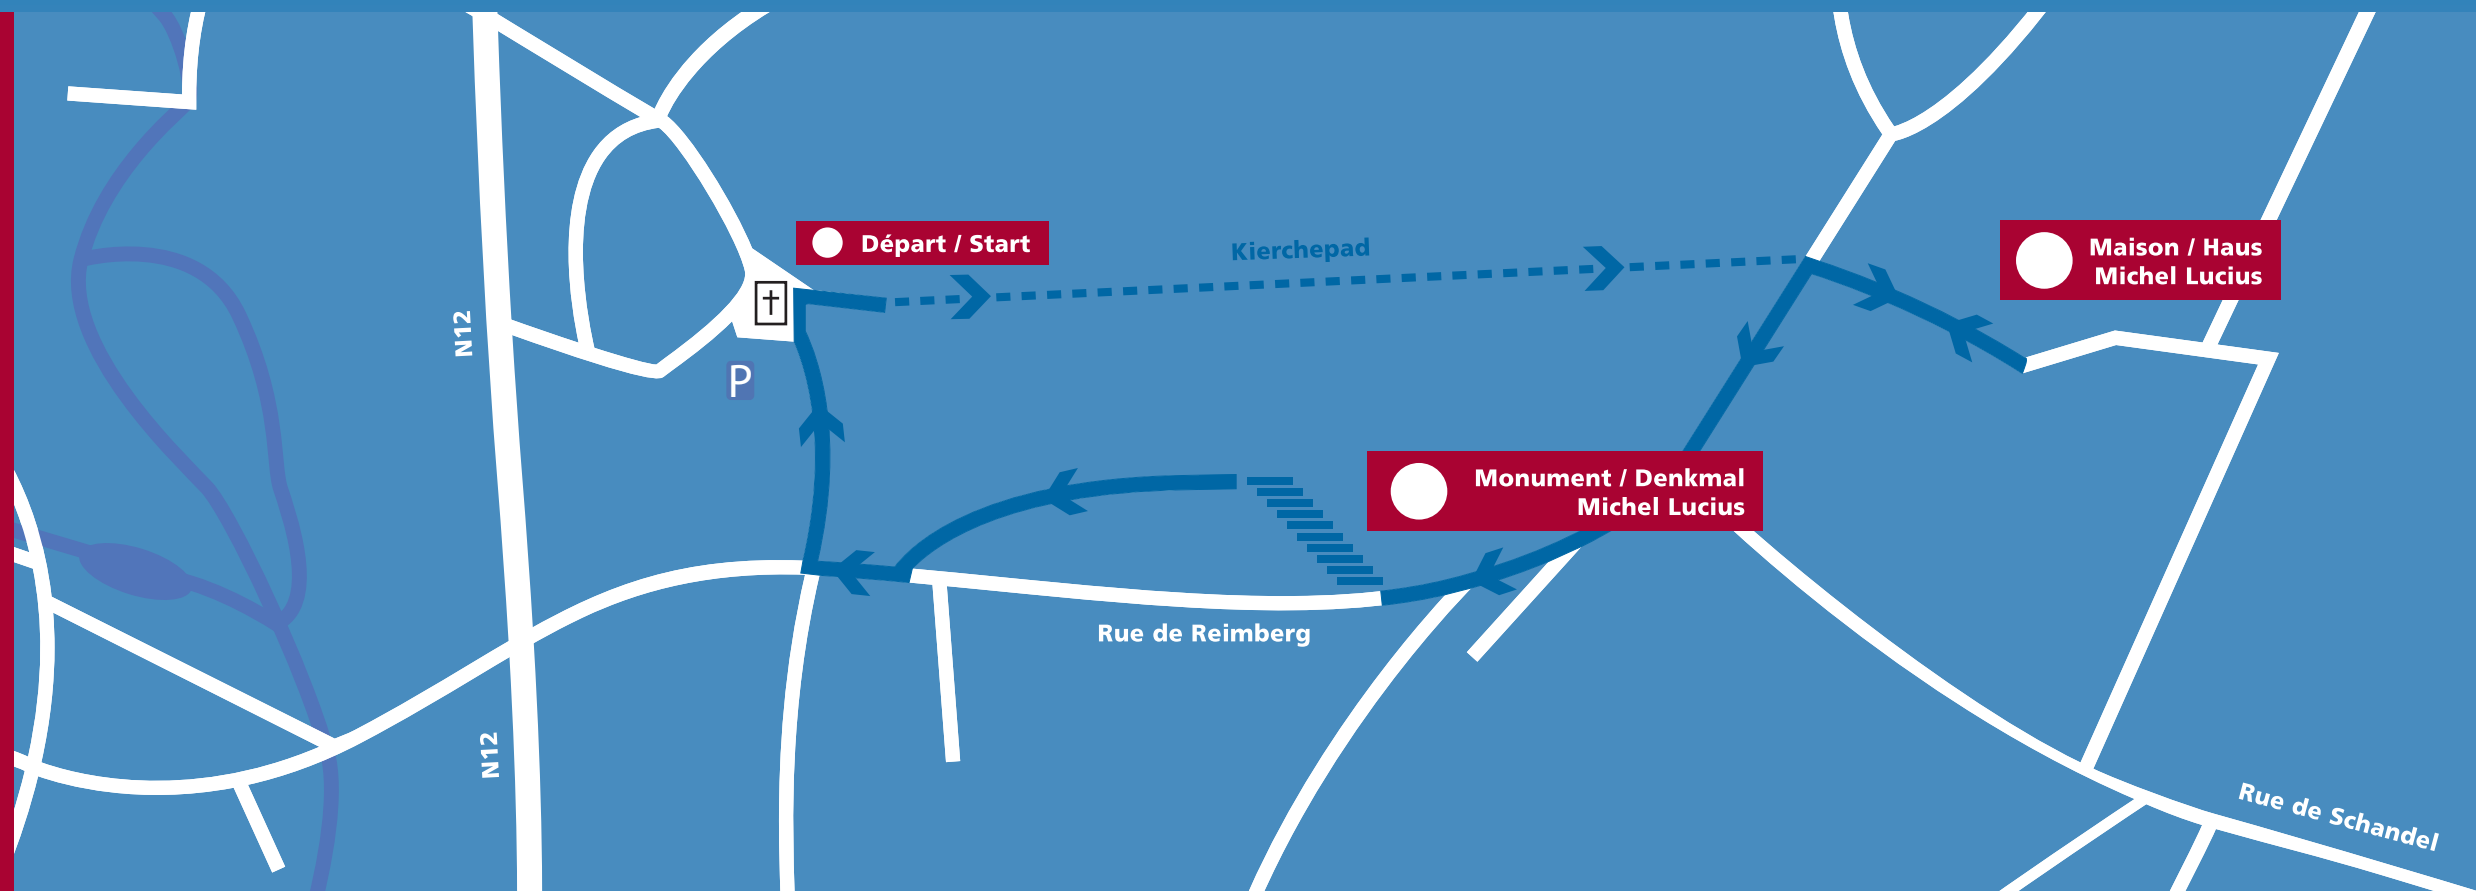 Départ / Start
Kierchepad
Maison / Haus
Michel Lucius
N12
P
Monument / Denkmal
Michel Lucius
Rue de Reimberg
N12
Rue de Schandel